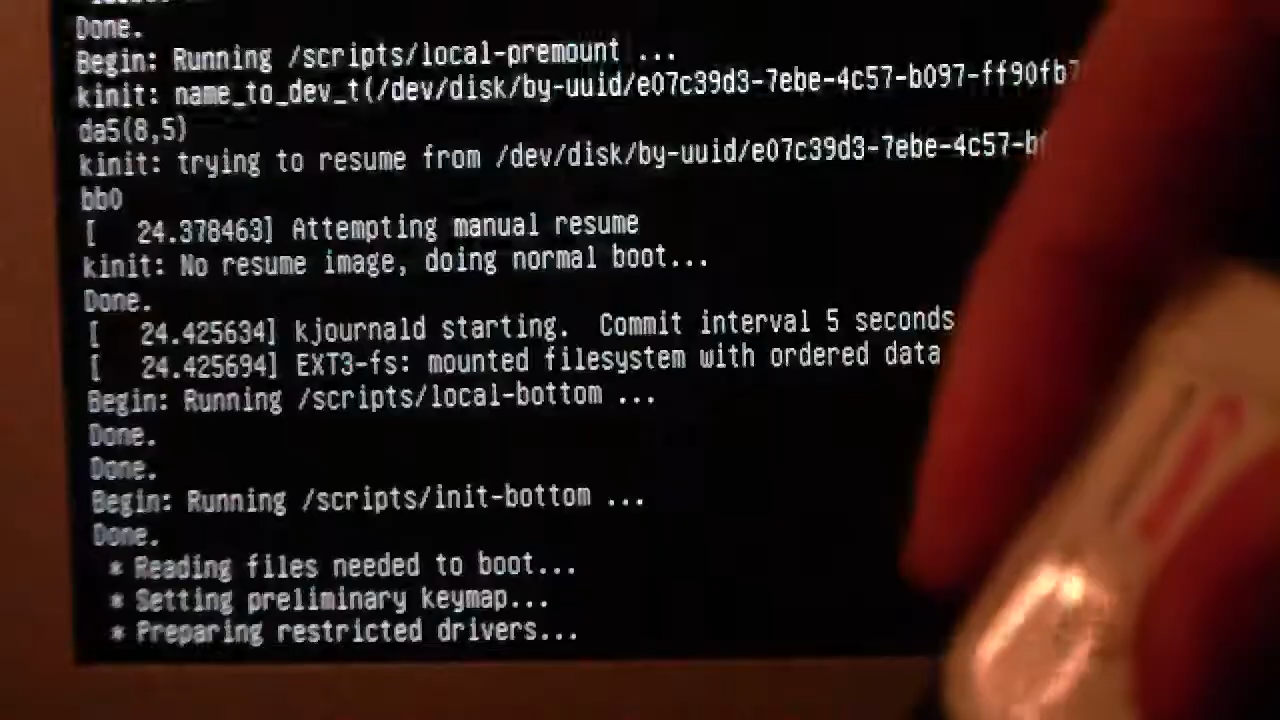 Done.
Begin: Running /scripts/local-premount ...
kinit: name_to_dev_t(/dev/disk/by-uuid/e07c39d3-7ebe-4c57-b097-ff90fb
da5(8,5)
kinit: trying to resume from /dev/disk/by-uuid/e07c39d3-7ebe-4c57-b
bb0
[ 24.378463] Attempting manual resume
kinit: No resume image, doing normal boot...
Done.
[ 24.425634] kjournald starting. Commit interval 5 seconds
[ 24.425694] EXT3-fs: mounted filesystem with ordered data
Begin: Running /scripts/local-bottom ...
Done.
Done.
Begin: Running /scripts/init-bottom ...
Done.
* Reading files needed to boot...
* Setting preliminary keymap...
* Preparing restricted drivers...